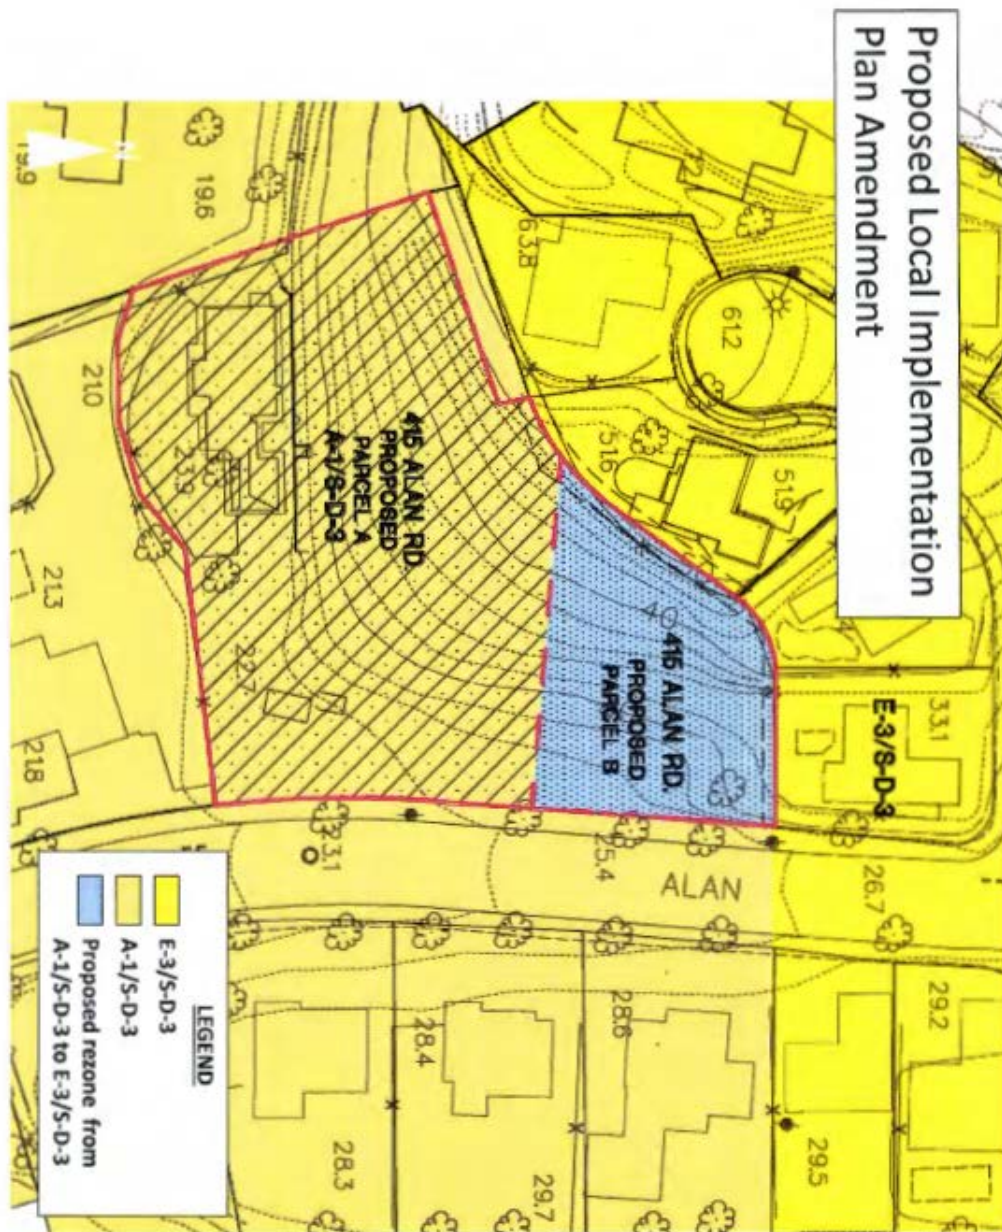 Proposed Local Implementation
Plan Amendment
N
19.9
19.6
21.0
23.9
22.7
21.3
21.8
23.1
25.4
26.7
72
63.8
61.2
51.6
51.9
33.1
40
E-3/S-D-3
415 ALAN RD.
PROPOSED
PARCEL A
A-1/S-D-3
415 ALAN RD.
PROPOSED
PARCEL B
ALAN
28.3
28.4
28.6
29.7
29.5
29.2
LEGEND
E-3/S-D-3
A-1/S-D-3
Proposed rezone from
A-1/S-D-3 to E-3/S-D-3